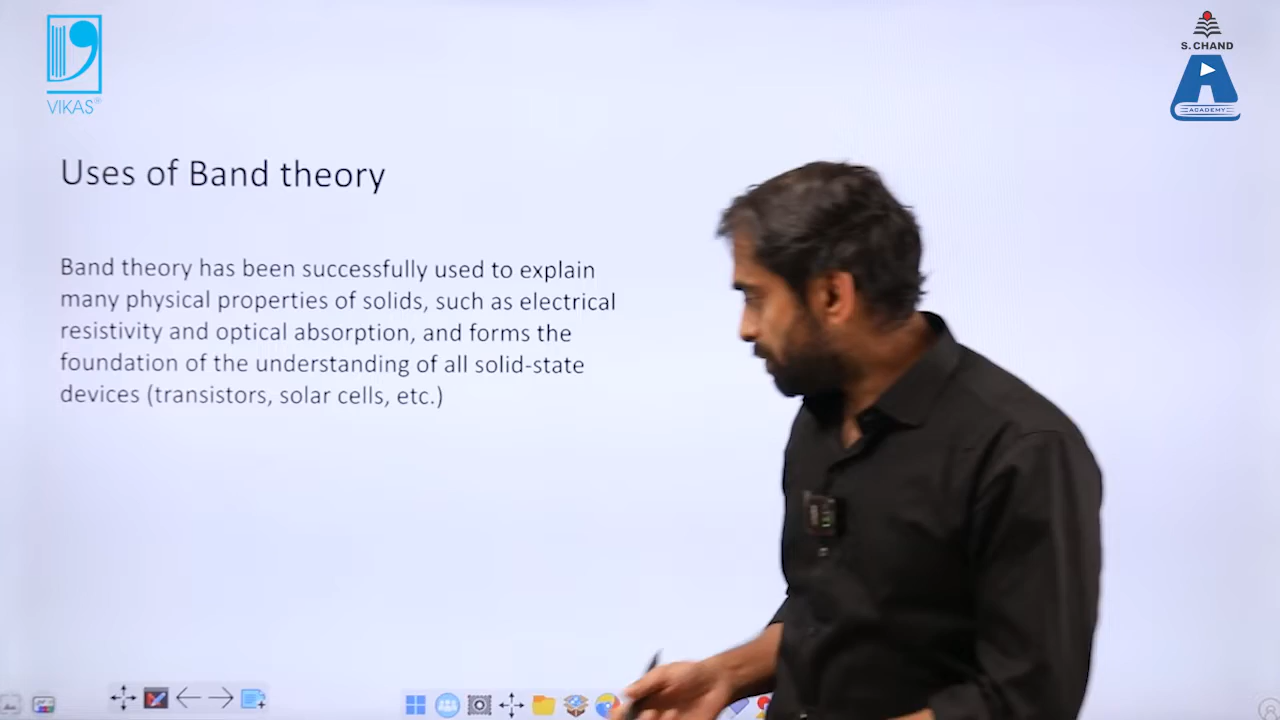 VIKAS®
S. CHAND
ACADEMY
Uses of Band theory
Band theory has been successfully used to explain
many physical properties of solids, such as electrical
resistivity and optical absorption, and forms the
foundation of the understanding of all solid-state
devices (transistors, solar cells, etc.)